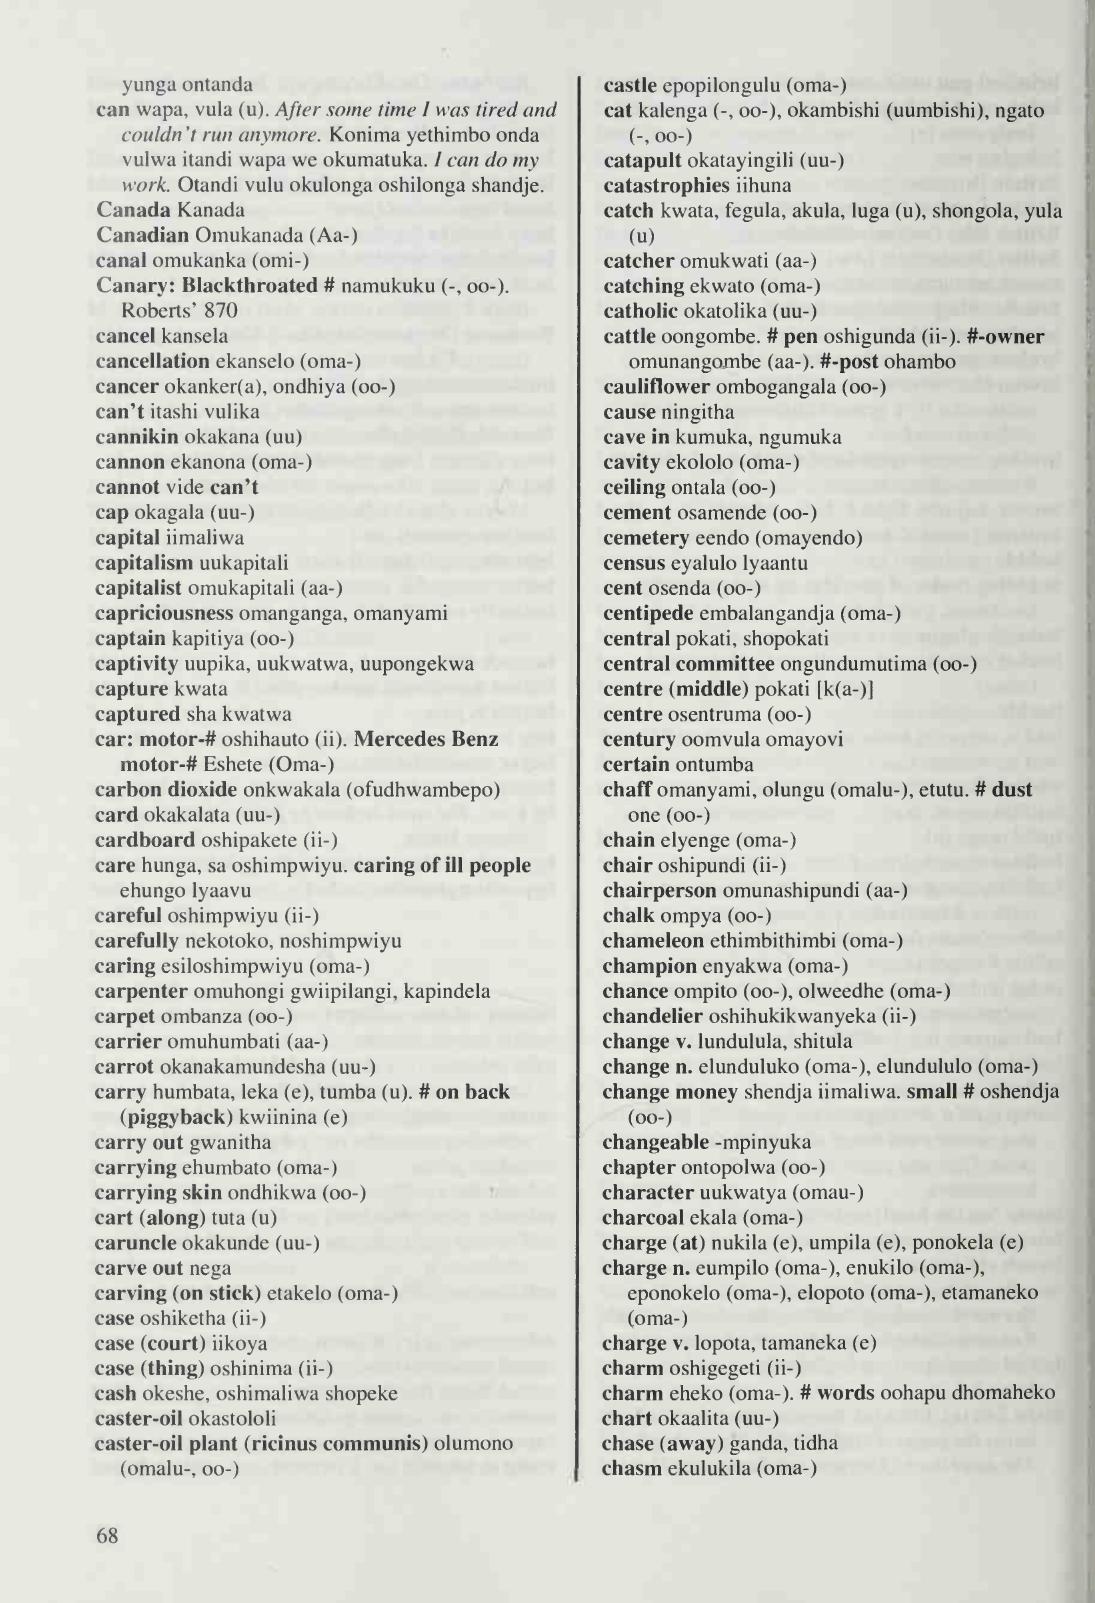 yunga ontanda
can wapa, vula (u). After some time I was tired and
couldn't run anymore. Konima yethimbo onda
vulwa itandi wapa we okumatuka. I can do my
work. Otandi vulu okulonga oshilonga shandje.
Canada Kanada
Canadian Omukanada (Aa-)
canal omukanka (omi-)
Canary: Blackthroated # namukuku (-, oo-).
Roberts' 870
cancel kansela
cancellation ekanselo (oma-)
cancer okanker(a), ondhiya (oo-)
can't itashi vulika
cannikin okakana (uu)
cannon ekanona (oma-)
cannot vide can't
cap okagala (uu-)
capital iimaliwa
capitalism uukapitali
capitalist omukapitali (aa-)
capriciousness omanganga, omanyami
captain kapitiya (oo-)
captivity uupika, uukwatwa, uupongekwa
capture kwata
captured sha kwatwa
car: motor-# oshihauto (ii). Mercedes Benz
motor-# Eshete (Oma-)
carbon dioxide onkwakala (ofudhwambepo)
card okakalata (uu-)
cardboard oshipakete (ii-)
care hunga, sa oshimpwiyu. caring of ill people
ehungo lyaavu
careful oshimpwiyu (ii-)
carefully nekotoko, noshimpwiyu
caring esiloshimpwiyu (oma-)
carpenter omuhongi gwiipilangi, kapindela
carpet ombanza (oo-)
carrier omuhumbati (aa-)
carrot okanakamundesha (uu-)
carry humbata, leka (e), tumba (u). # on back
(piggyback) kwiinina (e)
carry out gwanitha
carrying ehumbato (oma-)
carrying skin ondhikwa (oo-)
cart (along) tuta (u)
caruncle okakunde (uu-)
carve out nega
carving (on stick) etakelo (oma-)
case oshiketha (ii-)
case (court) iikoya
case (thing) oshinima (ii-)
cash okeshe, oshimaliwa shopeke
caster-oil okastololi
caster-oil plant (ricinus communis) olumono
(omalu-, oo-)
castle epopilongulu (oma-)
cat kalenga (-, oo-), okambishi (uumbishi), ngato
(-, oo-)
catapult okatayingili (uu-)
catastrophies iihuna
catch kwata, fegula, akula, luga (u), shongola, yula
(u)
catcher omukwati (aa-)
catching ekwato (oma-)
catholic okatolika (uu-)
cattle oongombe. # pen oshigunda (ii-). #-owner
omunangombe (aa-). #-post ohambo
cauliflower ombogangala (oo-)
cause ningitha
cave in kumuka, ngumuka
cavity ekololo (oma-)
ceiling ontala (oo-)
cement osamende (oo-)
cemetery eendo (omayendo)
census eyalulo lyaantu
cent osenda (oo-)
centipede embalangandja (oma-)
central pokati, shopokati
central committee ongundumutima (oo-)
centre (middle) pokati [k(a-)]
centre osentruma (oo-)
century oomvula omayovi
certain ontumba
chaff omanyami, olungu (omalu-), etutu. # dust
one (oo-)
chain elyenge (oma-)
chair oshipundi (ii-)
chairperson omunashipundi (aa-)
chalk ompya (oo-)
chameleon ethimbithimbi (oma-)
champion enyakwa (oma-)
chance ompito (oo-), olweedhe (oma-)
chandelier oshihukikwanyeka (ii-)
change v. lundulula, shitula
change n. elunduluko (oma-), elundululo (oma-)
change money shendja iimaliwa. small # oshendja
(oo-)
changeable -mpinyuka
chapter ontopolwa (oo-)
character uukwatya (omau-)
charcoal ekala (oma-)
charge (at) nukila (e), umpila (e), ponokela (e)
charge n. eumpilo (oma-), enukilo (oma-),
eponokelo (oma-), elopoto (oma-), etamaneko
(oma-)
charge v. lopota, tamaneka (e)
charm oshigegeti (ii-)
charm eheko (oma-). # words oohapu dhomaheko
chart okaalita (uu-)
chase (away) ganda, tidha
chasm ekulukila (oma-)
68